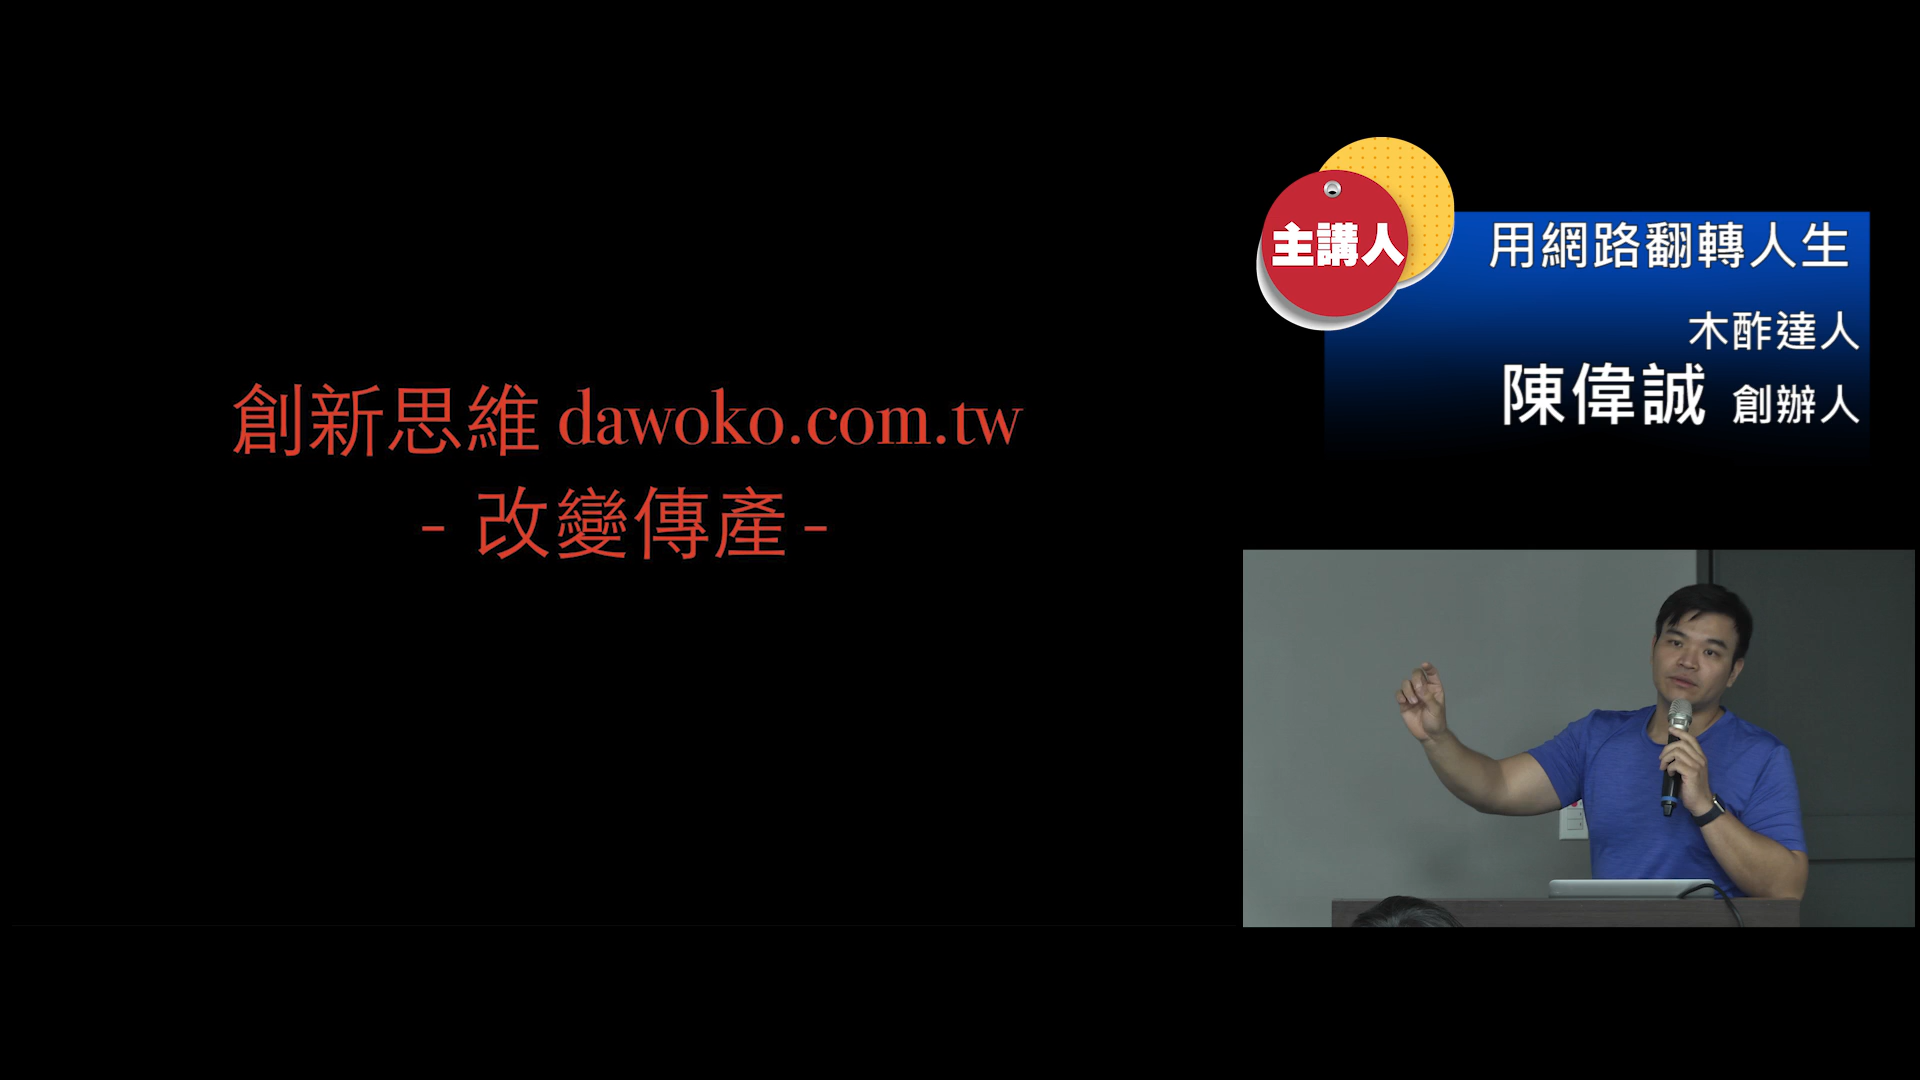 創新思維 dawoko.com.tw
- 改變傳產 -
主講人
用網路翻轉人生
木酢達人
陳偉誠 創辦人